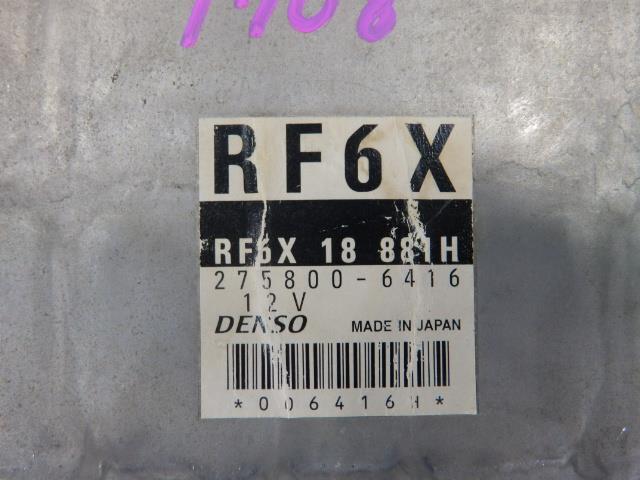 RF6X
RF6X 18 881H
275800-6416
12V
DENSO MADE IN JAPAN
*006416H*